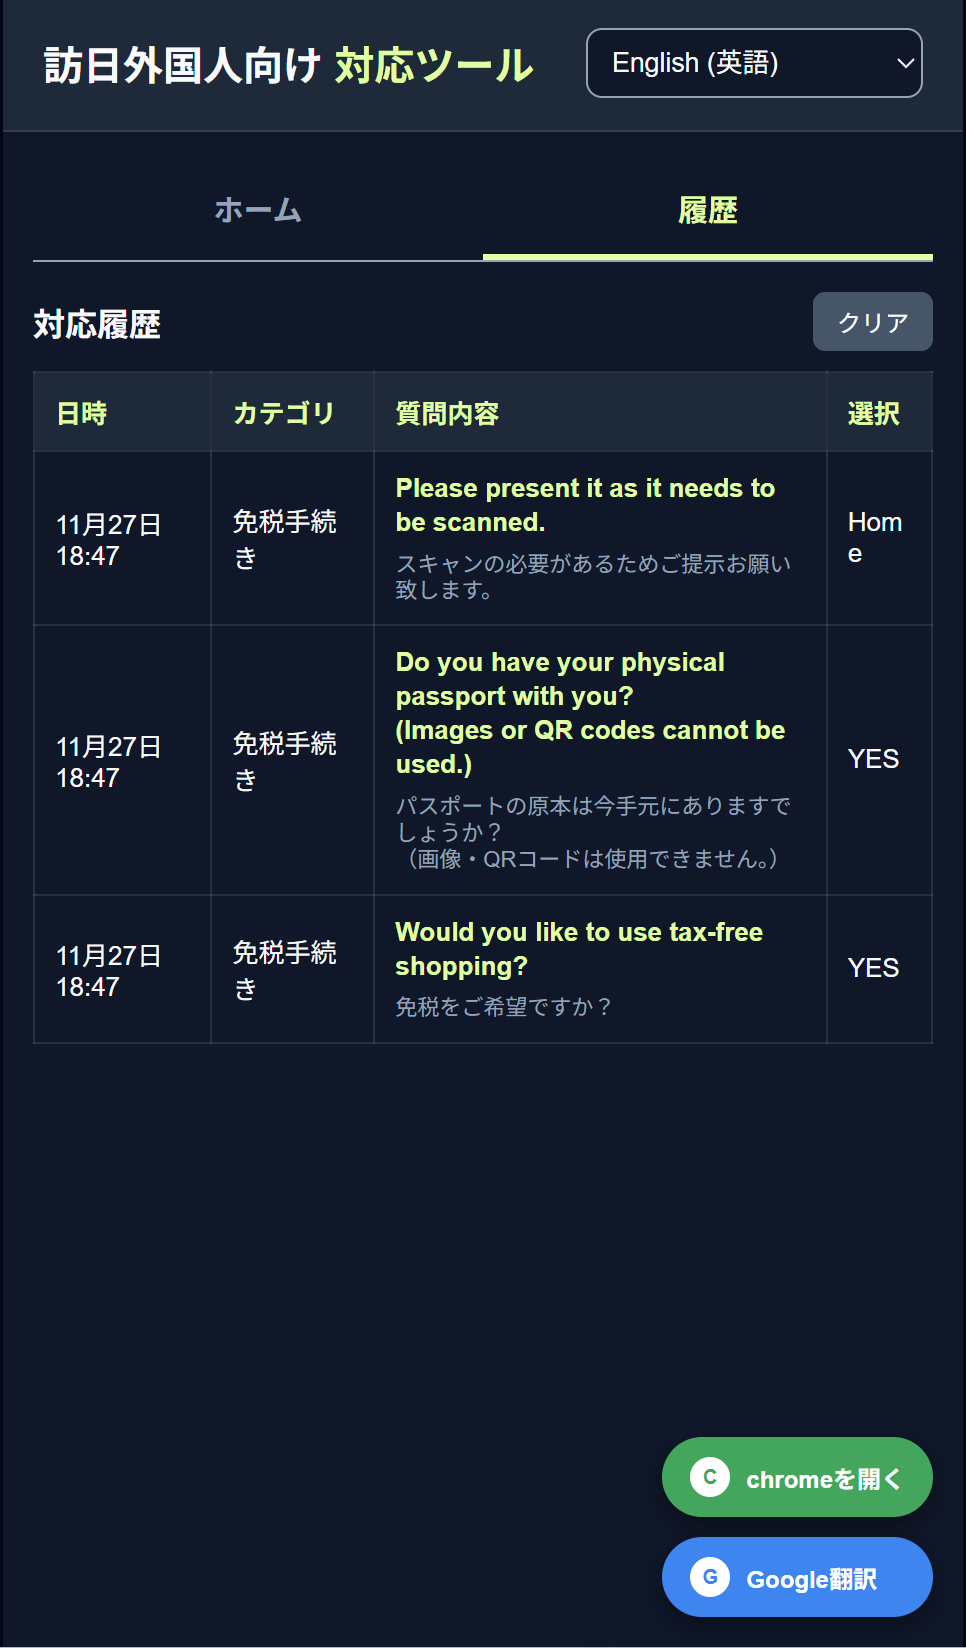 訪日外国人向け 対応ツール
English (英語)
ホーム
履歴
対応履歴
クリア
日時
カテゴリ
質問内容
選択
11月27日
18:47
免税手続
き
Please present it as it needs to
be scanned.
スキャンの必要があるためご提示お願い
致します。
Hom
e
11月27日
18:47
免税手続
き
Do you have your physical
passport with you?
(Images or QR codes cannot be
used.)
パスポートの原本は今手元にありますで
しょうか？
（画像・QRコードは使用できません。）
YES
11月27日
18:47
免税手続
き
Would you like to use tax-free
shopping?
免税をご希望ですか？
YES
C chromeを開く
G Google翻訳